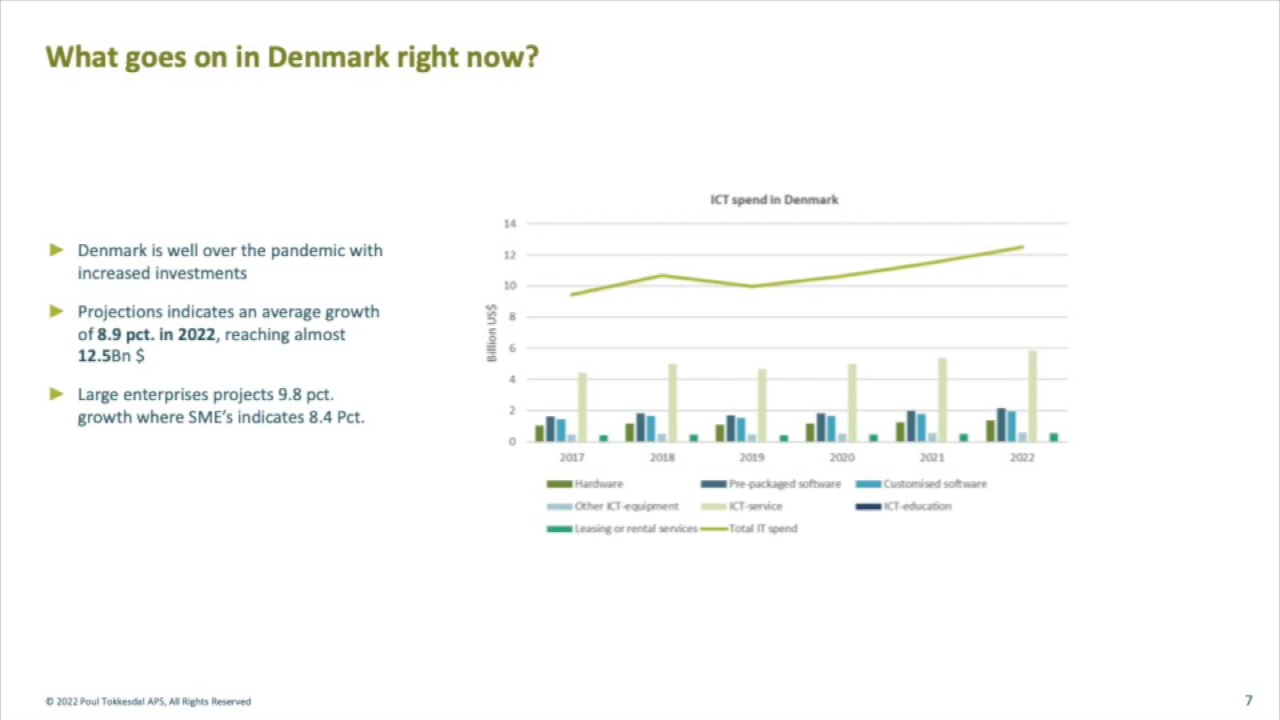 What goes on in Denmark right now?
Denmark is well over the pandemic with
increased investments
Projections indicates an average growth
of 8.9 pct. in 2022, reaching almost
12.5Bn $
Large enterprises projects 9.8 pct.
growth where SME's indicates 8.4 Pct.
ICT spend in Denmark
Billion US$
14
12
10
8
6
4
2
0
2017 2018 2019 2020 2021 2022
Hardware Pre-packaged software Customised software
Other ICT-equipment ICT-service ICT-education
Leasing or rental services Total IT spend
© 2022 Poul Tokkesdal APS, All Rights Reserved
7